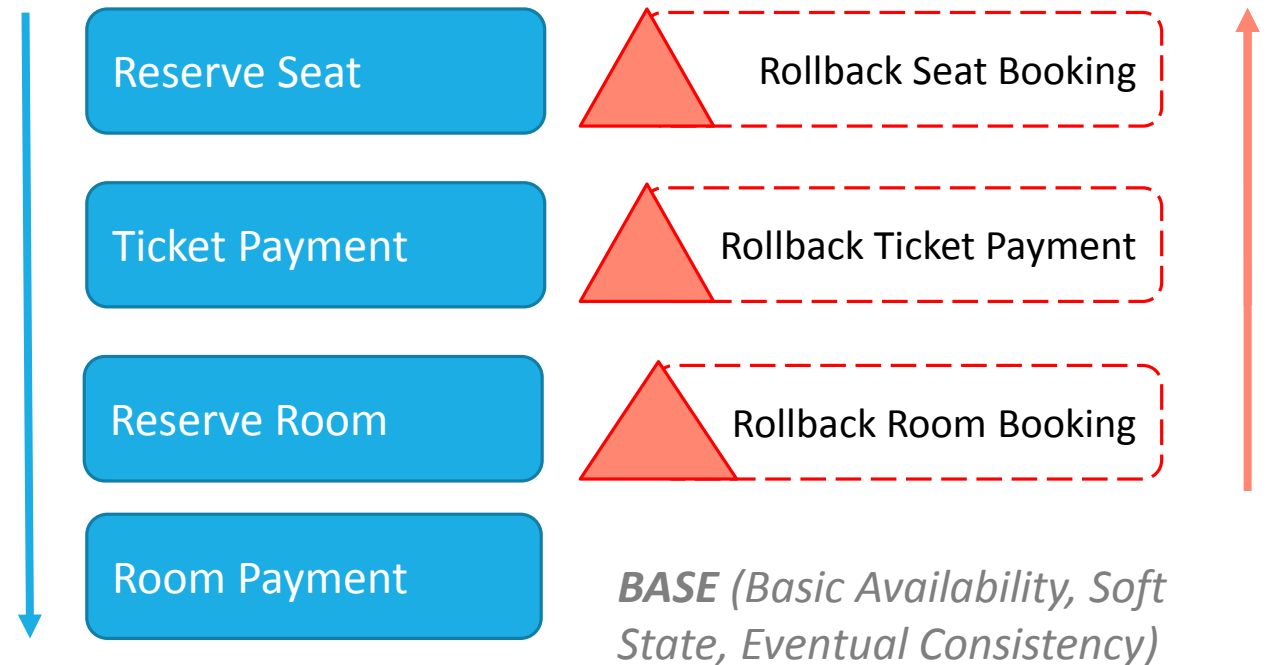 Reserve Seat
Rollback Seat Booking
Ticket Payment
Rollback Ticket Payment
Reserve Room
Rollback Room Booking
Room Payment
BASE (Basic Availability, Soft
State, Eventual Consistency)